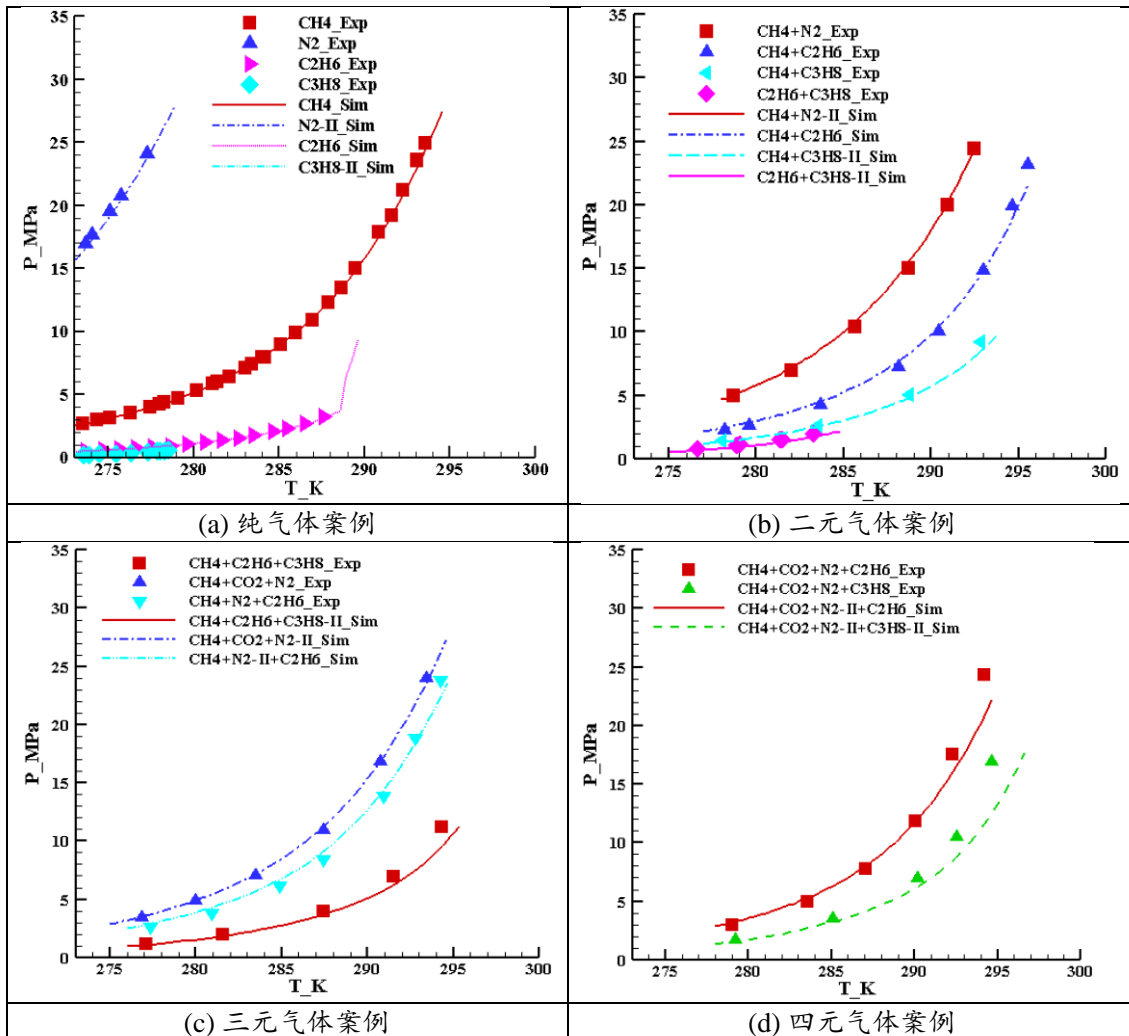 35
30
25
20
15
10
5
0
P_MPa
275
280
285
290
295
300
T_K
CH4_Exp
N2_Exp
C2H6_Exp
C3H8_Exp
CH4_Sim
N2-II_Sim
C2H6_Sim
C3H8-II_Sim
(a) 纯气体案例
35
30
25
20
15
10
5
0
P_MPa
275
280
285
290
295
300
T_K
CH4+N2_Exp
CH4+C2H6_Exp
CH4+C3H8_Exp
C2H6+C3H8_Exp
CH4+N2-II_Sim
CH4+C2H6_Sim
CH4+C3H8-II_Sim
C2H6+C3H8-II_Sim
(b) 二元气体案例
35
30
25
20
15
10
5
0
P_MPa
275
280
285
290
295
300
T_K
CH4+C2H6+C3H8_Exp
CH4+CO2+N2_Exp
CH4+N2+C2H6_Exp
CH4+C2H6+C3H8-II_Sim
CH4+CO2+N2-II_Sim
CH4+N2-II+C2H6_Sim
(c) 三元气体案例
35
30
25
20
15
10
5
0
P_MPa
275
280
285
290
295
300
T_K
CH4+CO2+N2+C2H6_Exp
CH4+CO2+N2+C3H8_Exp
CH4+CO2+N2-II+C2H6_Sim
CH4+CO2+N2-II+C3H8-II_Sim
(d) 四元气体案例